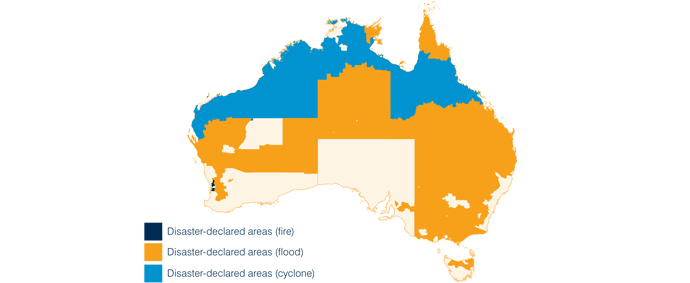 Disaster-declared areas (fire)
Disaster-declared areas (flood)
Disaster-declared areas (cyclone)